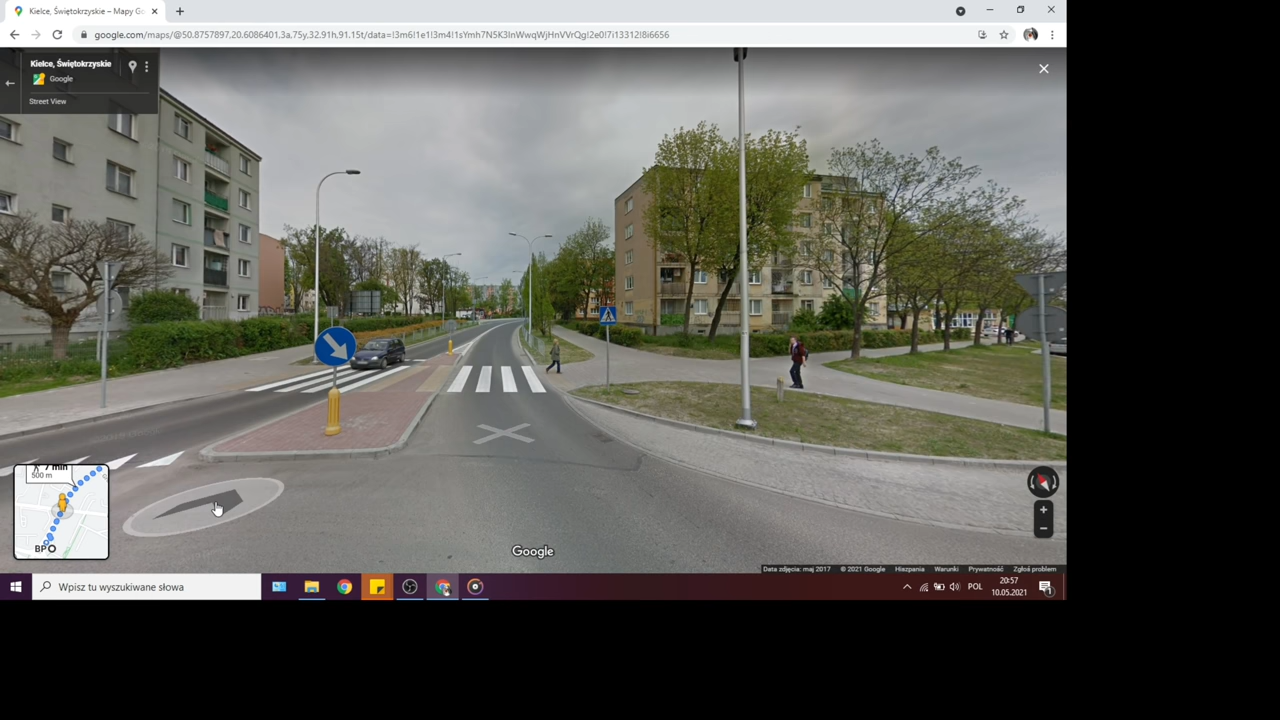 Kielce, Świętokrzyskie – Mapy Go
google.com/maps/@50.8757897,20.6086401,3a,75y,32.91h,91.15t/data=!3m6!1e1!3m4!1sYmh7N5K3InWwqWjHnVVrQg!2e0!7i13312!8i6656
Kielce, Świętokrzyskie
Google
Street View
7 min
500 m
BPO
Google
Data zdjęcia: maj 2017 © 2021 Google Hiszpania Warunki Prywatność Zgłoś problem
Wpisz tu wyszukiwane słowa
POL
20:57
10.05.2021
1